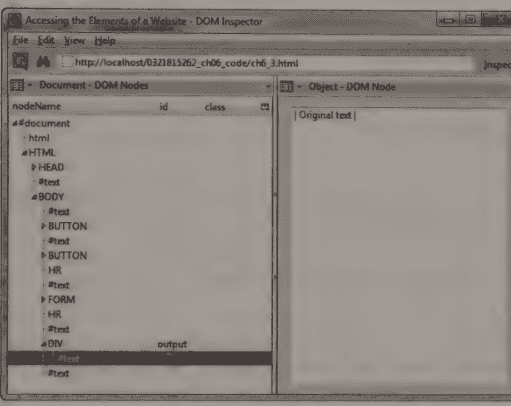 Accessing the Elements of a Website - DOM Inspector
File Edit View Help
http://localhost/0321815262_ch06_code/ch6_3.html
Inspec
Document - DOM Nodes
Object - DOM Node
nodeName id class
| Original text |
#document
html
HTML
HEAD
#text
BODY
#text
BUTTON
#text
BUTTON
HR
#text
FORM
HR
#text
DIV output
#text
#text